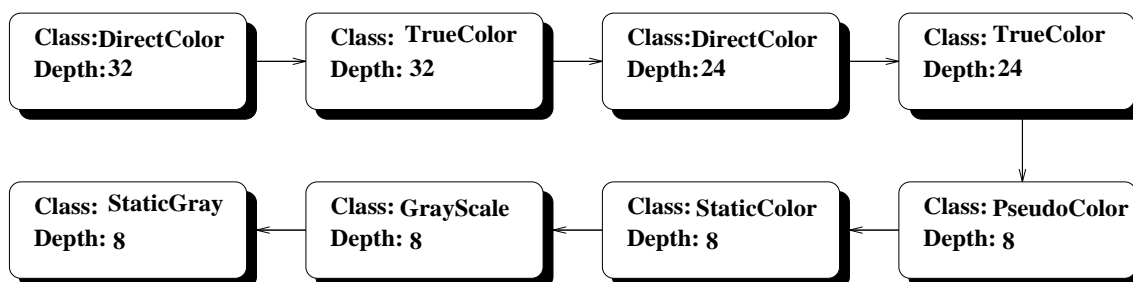 Class:DirectColor
Depth:32
Class: TrueColor
Depth: 32
Class:DirectColor
Depth:24
Class: TrueColor
Depth:24
Class: StaticGray
Depth: 8
Class: GrayScale
Depth: 8
Class: StaticColor
Depth: 8
Class: PseudoColor
Depth: 8